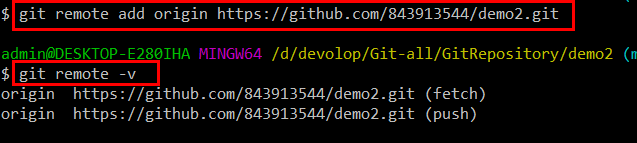 $ git remote add origin https://github.com/843913544/demo2.git
admin@DESKTOP-E280IHA MINGW64 /d/devolop/Git-all/GitRepository/demo2 (m
$ git remote -v
origin  https://github.com/843913544/demo2.git (fetch)
origin  https://github.com/843913544/demo2.git (push)